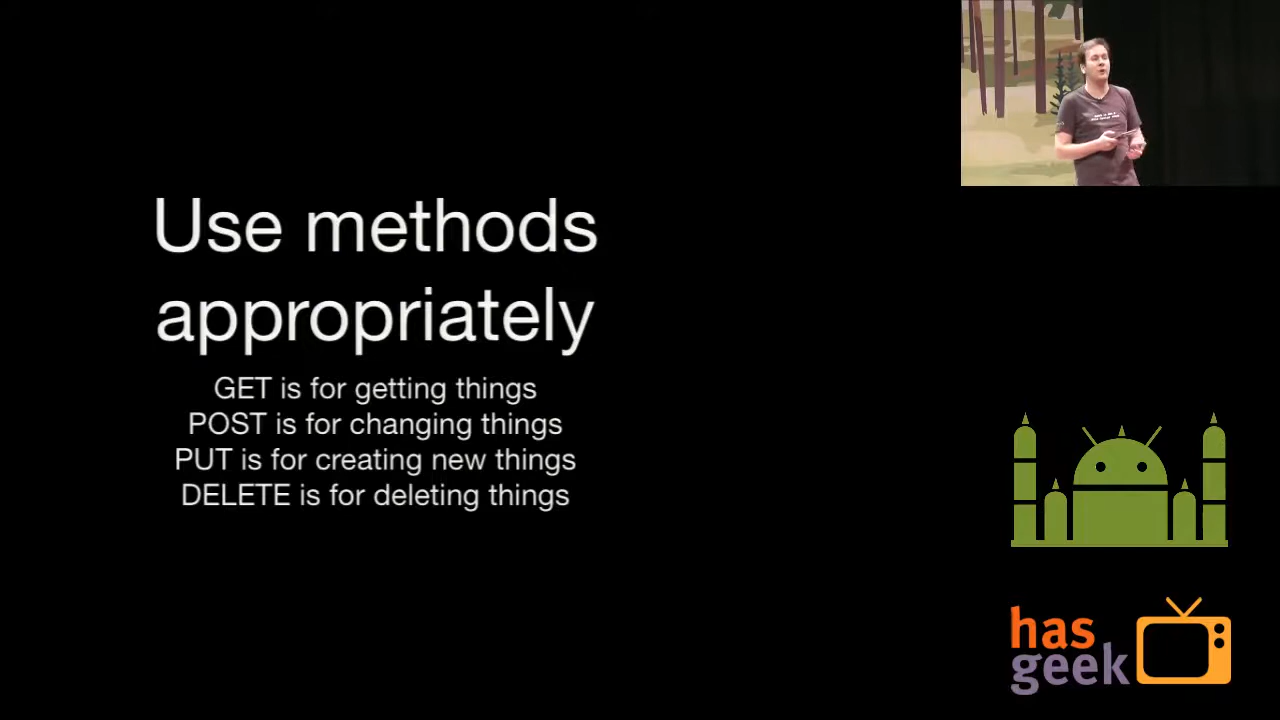 Use methods
appropriately
GET is for getting things
POST is for changing things
PUT is for creating new things
DELETE is for deleting things
has
geek